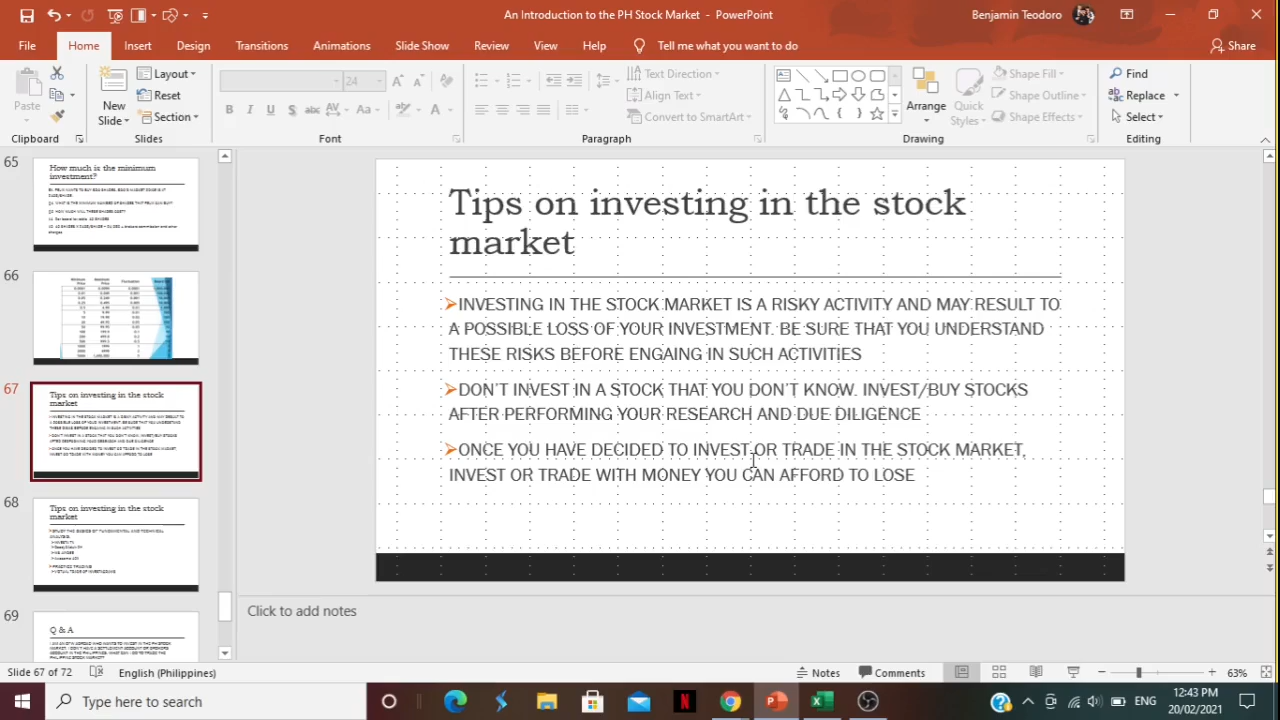 An Introduction to the PH Stock Market - PowerPoint
Benjamin Teodoro
File Home Insert Design Transitions Animations Slide Show Review View Help Tell me what you want to do Share
Paste
Clipboard
New
Slide
Layout
Reset
Section
Slides
24
B I U S abc AV Aa A
Font
Text Direction
Align Text
Convert to SmartArt
Paragraph
Arrange
Quick
Styles
Shape Fill
Shape Outline
Shape Effects
Drawing
Find
Replace
Select
Editing
65
How much is the minimum
investment?
66
67
Tips on investing in the stock
market
68
Tips on investing in the stock
market
69
Q & A
Tips on investing in the stock
market
INVESTING IN THE STOCK MARKET IS A RISKY ACTIVITY AND MAY RESULT TO
A POSSIBLE LOSS OF YOUR INVESTMENT. BE SURE THAT YOU UNDERSTAND
THESE RISKS BEFORE ENGAING IN SUCH ACTIVITIES
DON'T INVEST IN A STOCK THAT YOU DON'T KNOW. INVEST/BUY STOCKS
AFTER PERFORMING YOUR RESEARCH AND DUE DILIGENCE
ONCE YOU HAVE DECIDED TO INVEST OR TRADE IN THE STOCK MARKET,
INVEST OR TRADE WITH MONEY YOU CAN AFFORD TO LOSE
Click to add notes
Slide 67 of 72 English (Philippines) Notes Comments 63%
Type here to search
ENG
12:43 PM
20/02/2021